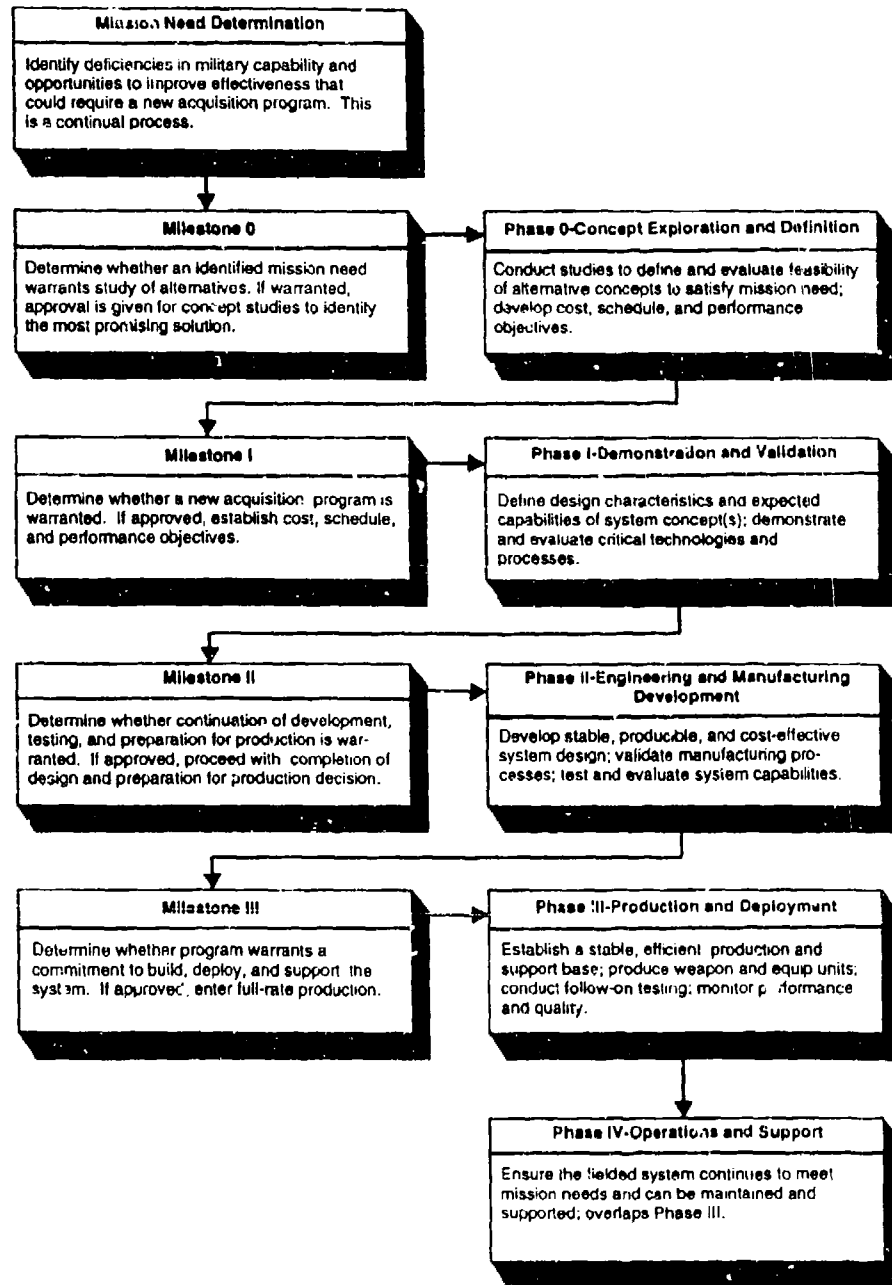 Mission Need Determination
Identify deficiencies in military capability and
opportunities to improve effectiveness that
could require a new acquisition program. This
is a continual process.
Milestone 0
Determine whether an identified mission need
warrants study of alternatives. If warranted,
approval is given for concept studies to identify
the most promising solution.
Phase 0-Concept Exploration and Definition
Conduct studies to define and evaluate feasibility
of alternative concepts to satisfy mission need;
develop cost, schedule, and performance
objectives.
Milestone I
Determine whether a new acquisition program is
warranted. If approved, establish cost, schedule,
and performance objectives.
Phase I-Demonstration and Validation
Define design characteristics and expected
capabilities of system concept(s); demonstrate
and evaluate critical technologies and
processes.
Milestone II
Determine whether continuation of development,
testing, and preparation for production is war-
ranted. If approved, proceed with completion of
design and preparation for production decision.
Phase II-Engineering and Manufacturing
Development
Develop stable, producible, and cost-effective
system design; validate manufacturing pro-
cesses; test and evaluate system capabilities.
Milestone III
Determine whether program warrants a
commitment to build, deploy, and support the
system. If approved, enter full-rate production.
Phase III-Production and Deployment
Establish a stable, efficient production and
support base; produce weapon and equip units;
conduct follow-on testing; monitor performance
and quality.
Phase IV-Operations and Support
Ensure the fielded system continues to meet
mission needs and can be maintained and
supported; overlaps Phase III.